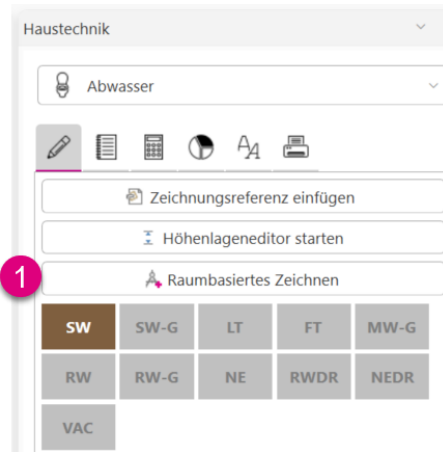 Haustechnik
Abwasser
AA
Zeichnungsreferenz einfügen
Höhenlageneditor starten
1 Raumbasiertes Zeichnen
SW SW-G LT FT MW-G
RW RW-G NE RWDR NEDR
VAC